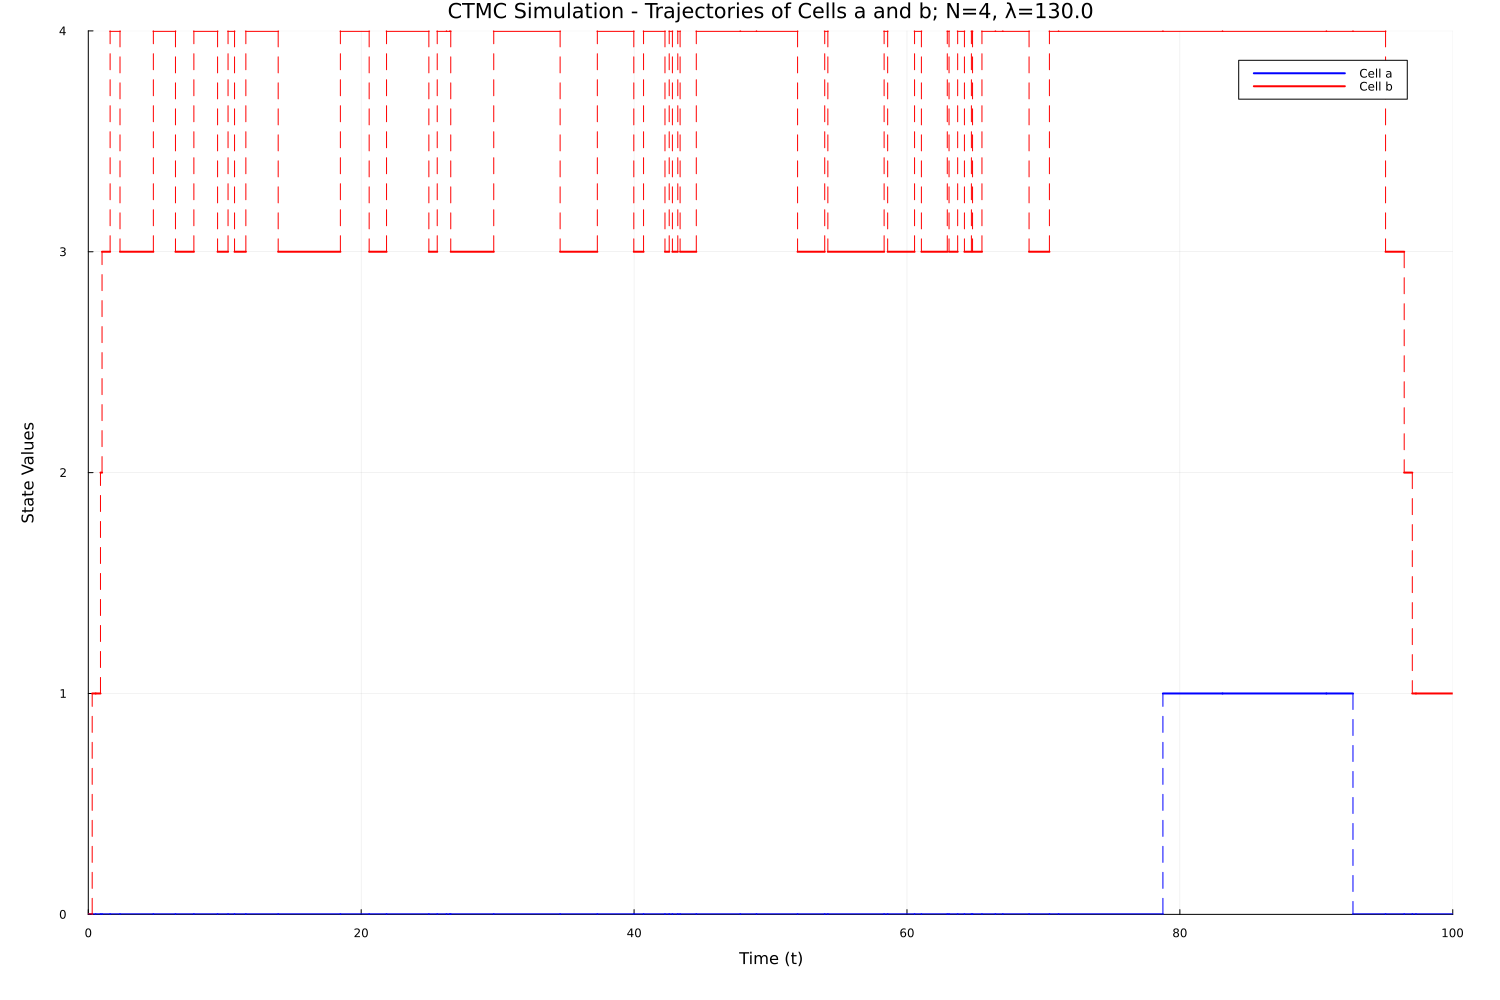 CTMC Simulation - Trajectories of Cells a and b; N=4, λ=130.0
4
Cell a
Cell b
3
State Values
2
1
0
0 20 40 60 80 100
Time (t)